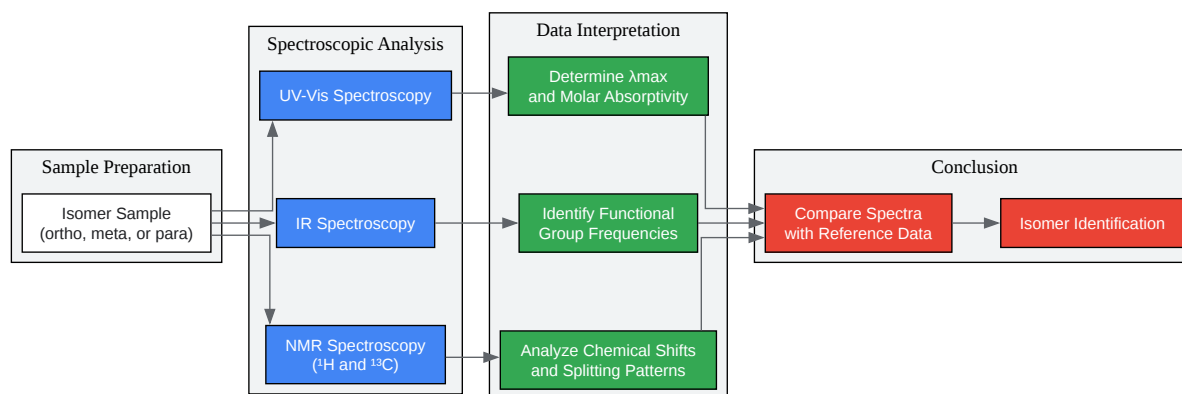 Sample Preparation
Isomer Sample
(ortho, meta, or para)
Spectroscopic Analysis
UV-Vis Spectroscopy
IR Spectroscopy
NMR Spectroscopy
(¹H and ¹³C)
Data Interpretation
Determine λmax
and Molar Absorptivity
Identify Functional
Group Frequencies
Analyze Chemical Shifts
and Splitting Patterns
Conclusion
Compare Spectra
with Reference Data
Isomer Identification